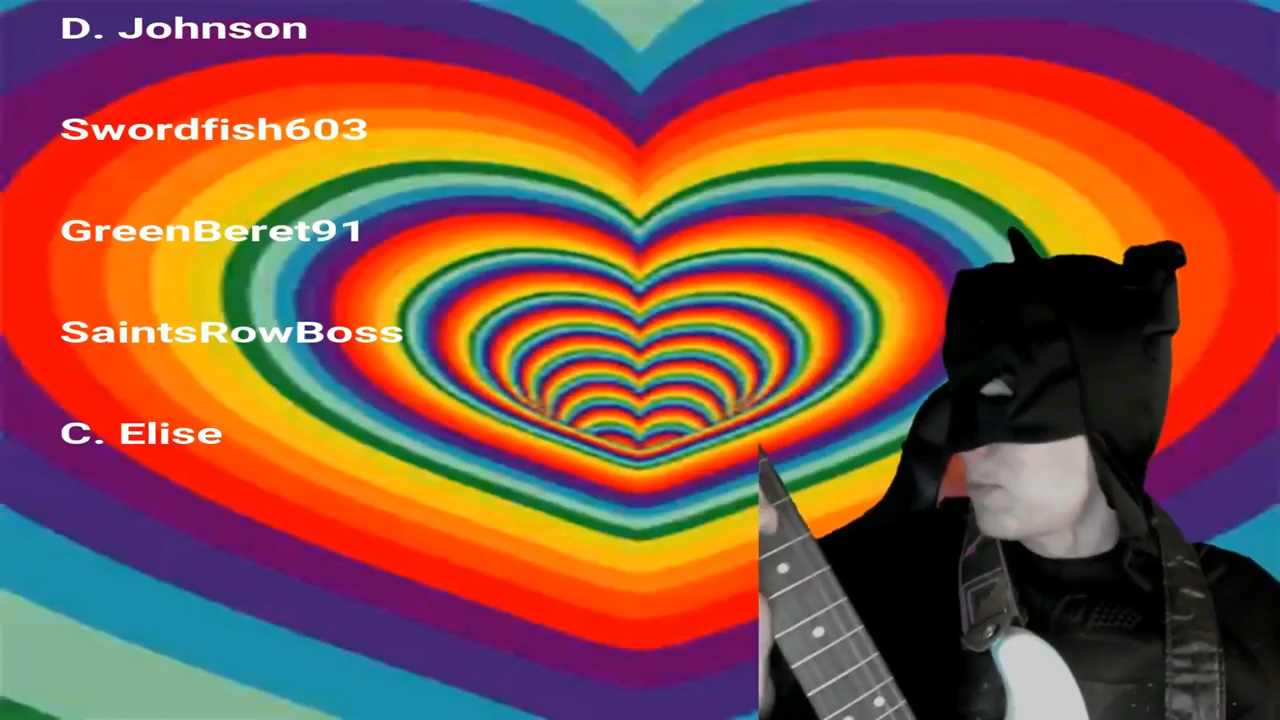 D. Johnson
Swordfish603
GreenBeret91
SaintsRowBoss
C. Elise